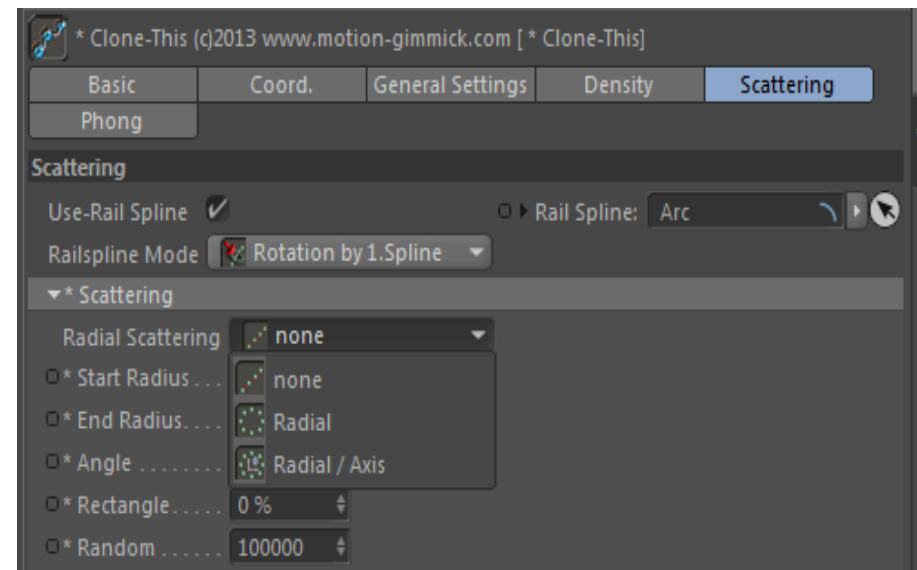 * Clone-This (c)2013 www.motion-gimmick.com [ * Clone-This]
Basic Coord. General Settings Density Scattering
Phong
Scattering
Use-Rail Spline Rail Spline: Arc
Railspline Mode Rotation by 1.Spline
* Scattering
Radial Scattering none
* Start Radius . . . none
* End Radius. . . . Radial
* Angle . . . . . . . . Radial / Axis
* Rectangle. . . . . 0 %
* Random . . . . . . 100000